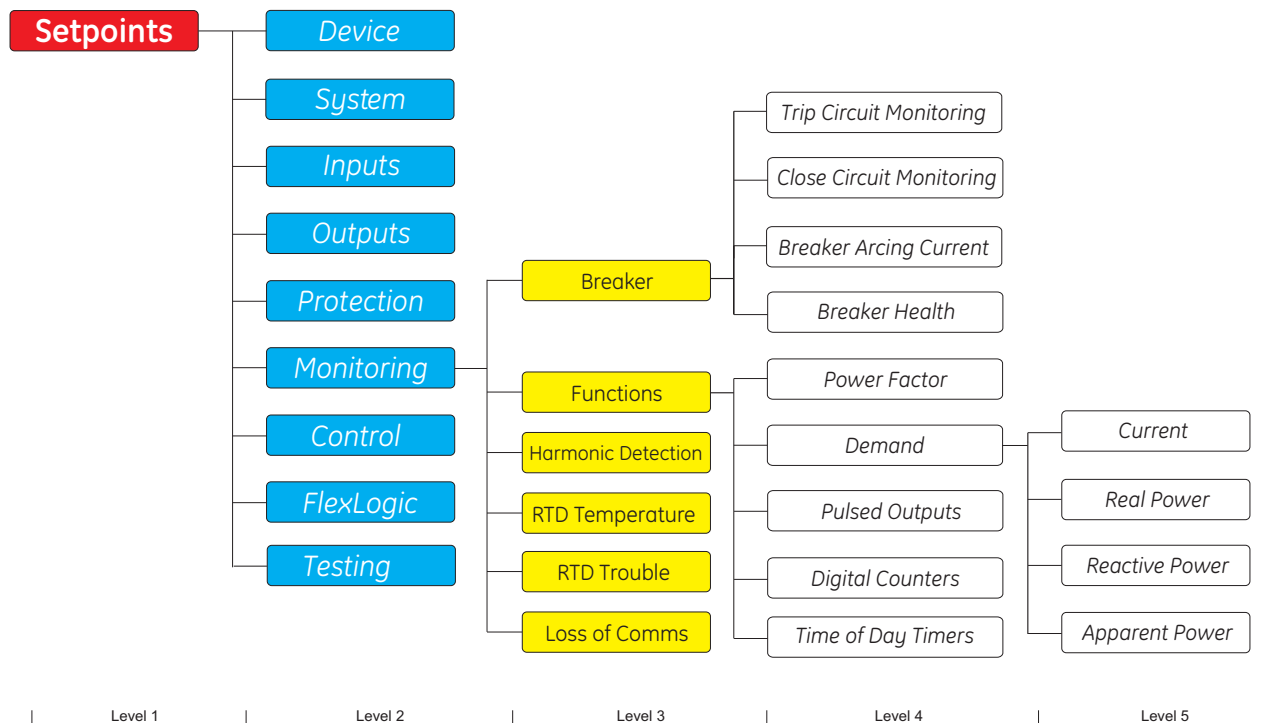 Setpoints
Device
System
Inputs
Outputs
Protection
Monitoring
Control
FlexLogic
Testing
Breaker
Functions
Harmonic Detection
RTD Temperature
RTD Trouble
Loss of Comms
Trip Circuit Monitoring
Close Circuit Monitoring
Breaker Arcing Current
Breaker Health
Power Factor
Demand
Pulsed Outputs
Digital Counters
Time of Day Timers
Current
Real Power
Reactive Power
Apparent Power
| Level 1 | Level 2 | Level 3 | Level 4 | Level 5